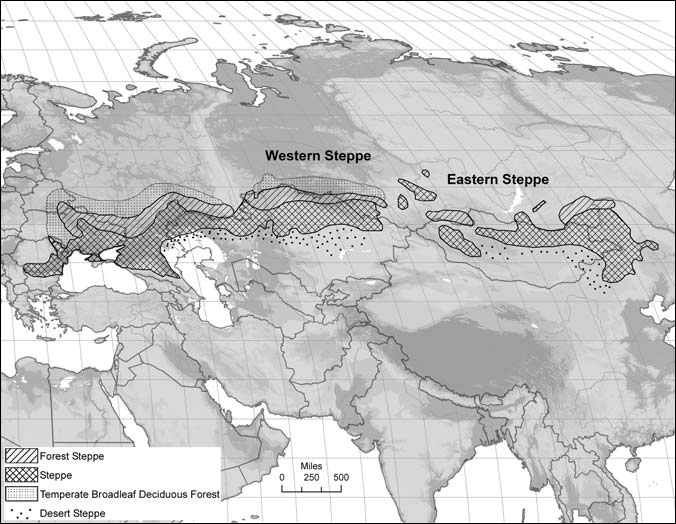 Western Steppe
Eastern Steppe
Forest Steppe
Steppe
Temperate Broadleaf Deciduous Forest
Desert Steppe
Miles
0 250 500